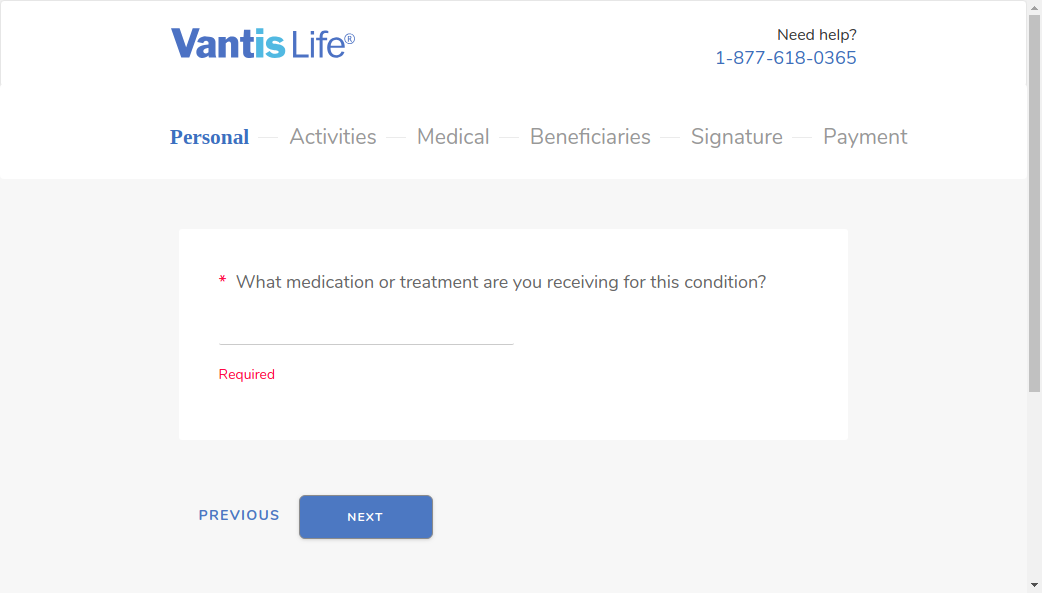 Vantis Life®
Need help?
1-877-618-0365
Personal Activities Medical Beneficiaries Signature Payment
* What medication or treatment are you receiving for this condition?
Required
PREVIOUS NEXT